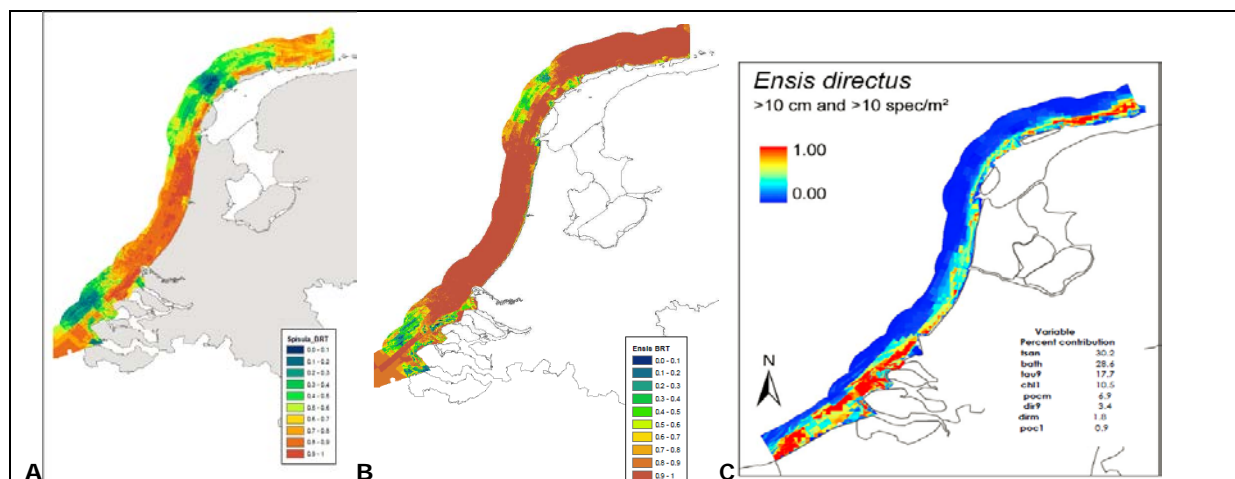 A
Spisula_BRT
0.0 - 0.1
0.1 - 0.2
0.2 - 0.3
0.3 - 0.4
0.4 - 0.5
0.5 - 0.6
0.6 - 0.7
0.7 - 0.8
0.8 - 0.9
0.9 - 1
B
Ensis BRT
0.0 - 0.1
0.1 - 0.2
0.2 - 0.3
0.3 - 0.4
0.4 - 0.5
0.5 - 0.6
0.6 - 0.7
0.7 - 0.8
0.8 - 0.9
0.9 - 1
C
Ensis directus
>10 cm and >10 spec/m²
1.00
0.00
N
Variable
Percent contribution
tsan 30.2
bath 28.6
tau9 17.7
chl1 10.5
pocm 6.9
dir9 3.4
dirm 1.8
poc1 0.9